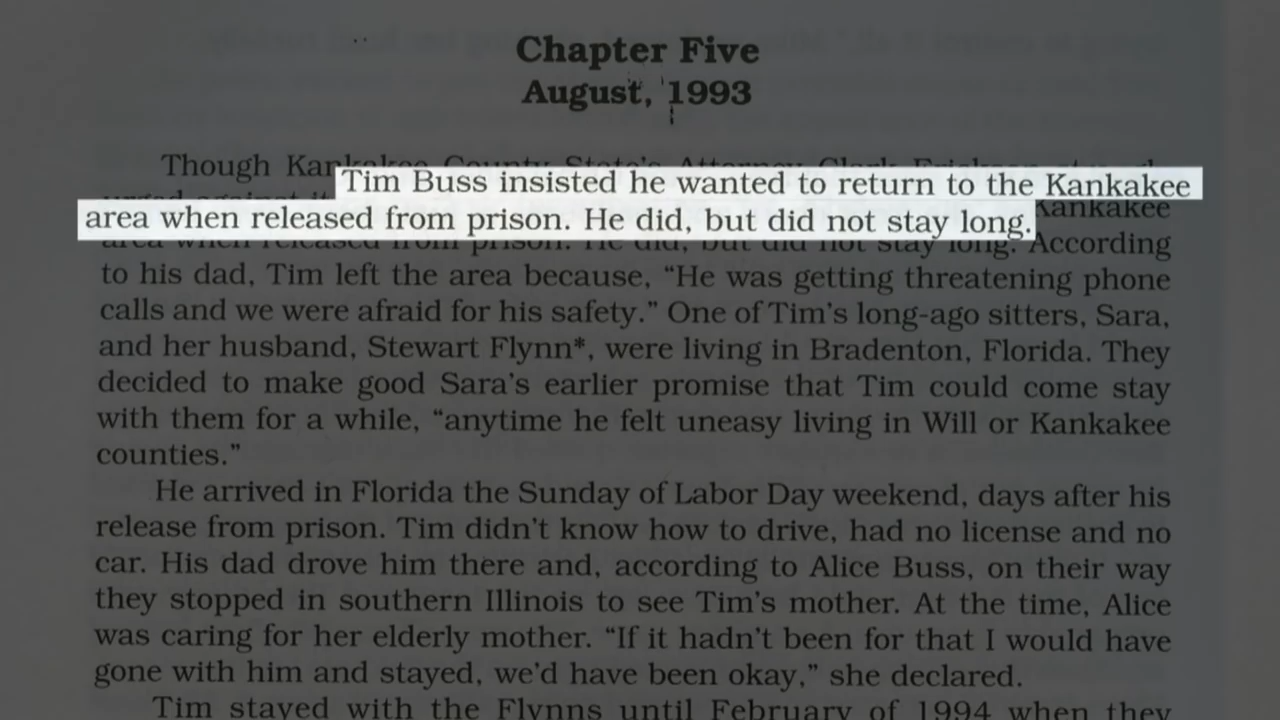 Chapter Five
August, 1993
Though Kankakee County State's Attorney Clark Erickson
Tim Buss insisted he wanted to return to the Kankakee
area when released from prison. He did, but did not stay long.
Kankakee
area when released from prison. He did, but did not stay long. According
to his dad, Tim left the area because, “He was getting threatening phone
calls and we were afraid for his safety.” One of Tim's long-ago sitters, Sara,
and her husband, Stewart Flynn*, were living in Bradenton, Florida. They
decided to make good Sara's earlier promise that Tim could come stay
with them for a while, “anytime he felt uneasy living in Will or Kankakee
counties.”
He arrived in Florida the Sunday of Labor Day weekend, days after his
release from prison. Tim didn't know how to drive, had no license and no
car. His dad drove him there and, according to Alice Buss, on their way
they stopped in southern Illinois to see Tim's mother. At the time, Alice
was caring for her elderly mother. “If it hadn't been for that I would have
gone with him and stayed, we'd have been okay,” she declared.
Tim stayed with the Flynns until February of 1994 when they